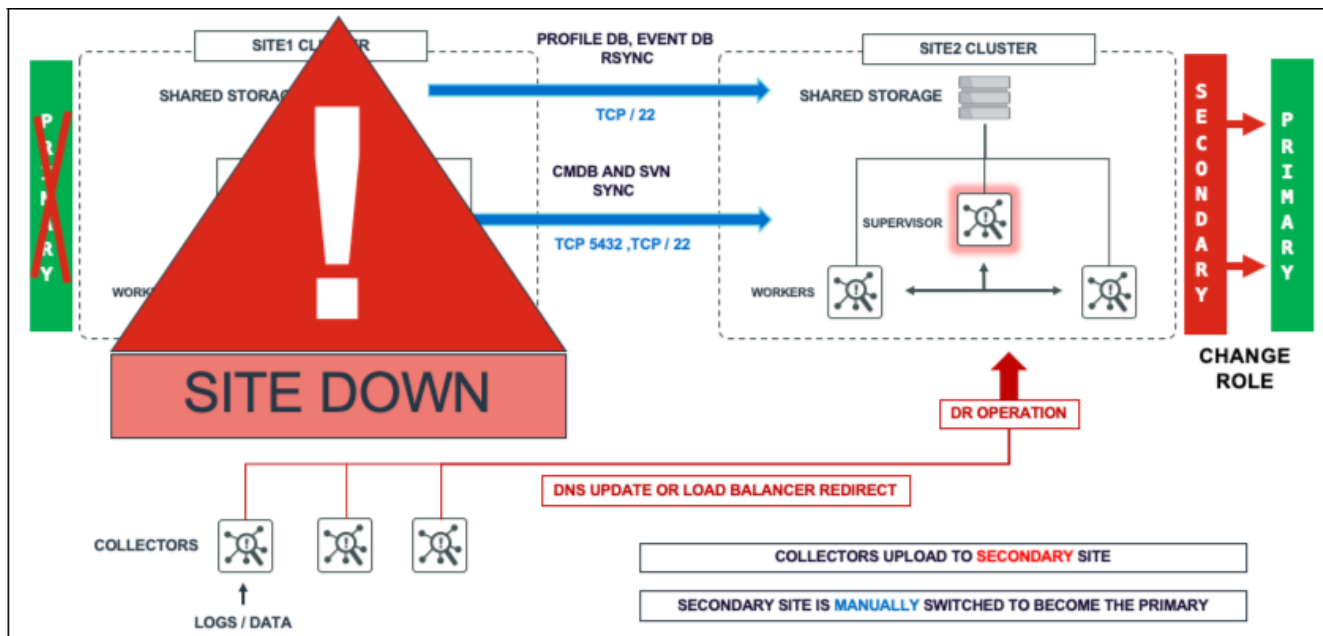 SITE1 CLUSTER
PROFILE DB, EVENT DB
RSYNC
SITE2 CLUSTER
SHARED STORAGE
TCP / 22
SHARED STORAGE
PRIMARY
CMDB AND SVN
SYNC
SUPERVISOR
TCP 5432 ,TCP / 22
WORKERS
SECONDARY
PRIMARY
CHANGE
ROLE
SITE DOWN
DR OPERATION
DNS UPDATE OR LOAD BALANCER REDIRECT
COLLECTORS
COLLECTORS UPLOAD TO SECONDARY SITE
SECONDARY SITE IS MANUALLY SWITCHED TO BECOME THE PRIMARY
LOGS / DATA